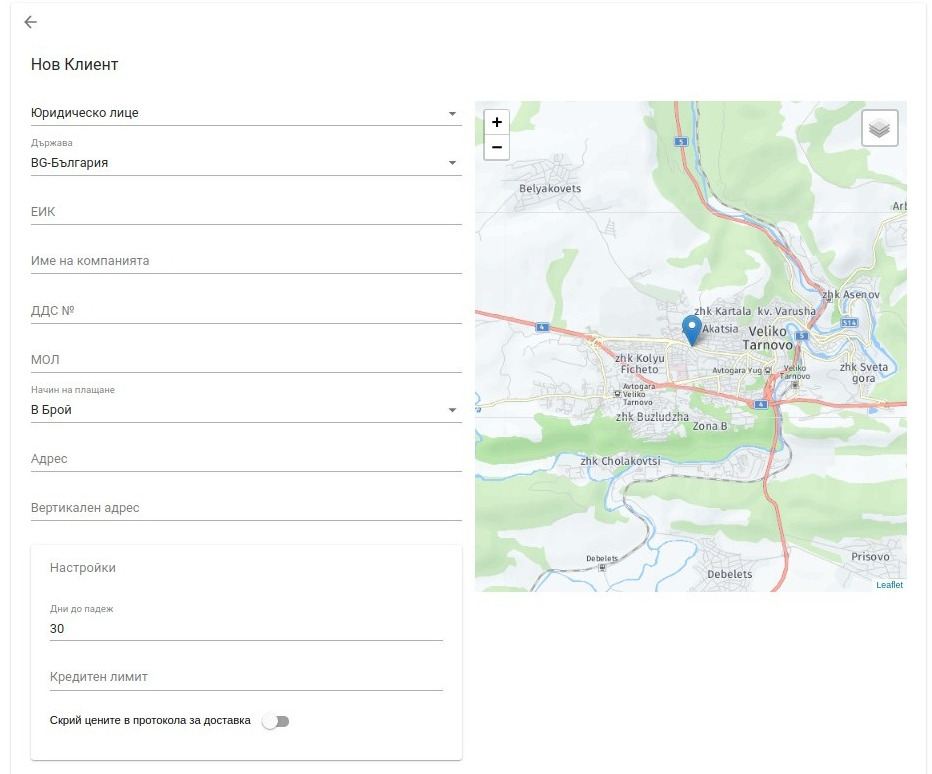 Нов Клиент
Юридическо лице
Държава
BG-България
ЕИК
Име на компанията
ДДС №
МОЛ
Начин на плащане
В Брой
Адрес
Вертикален адрес
Настройки
Дни до падеж
30
Кредитен лимит
Скрий цените в протокола за доставка
+
−
5
Belyakovets
Arb
zhk Asenov
zhk Kartala
kv. Varusha
4
Akatsia
Veliko
Tarnovo
5
514
zhk Kolyu
Ficheto
Avtogara Yug
Veliko
Tarnovo
zhk Sveta
gora
Avtogara
Veliko
Tarnovo
4
zhk Buzludzha
Zona B
zhk Cholakovtsi
Debelets
Debelets
Prisovo
Leaflet